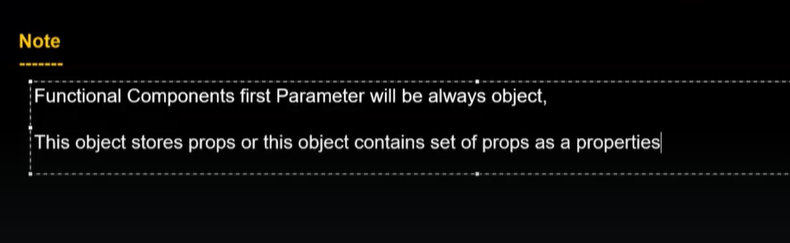 Note
-------
Functional Components first Parameter will be always object,
This object stores props or this object contains set of props as a properties